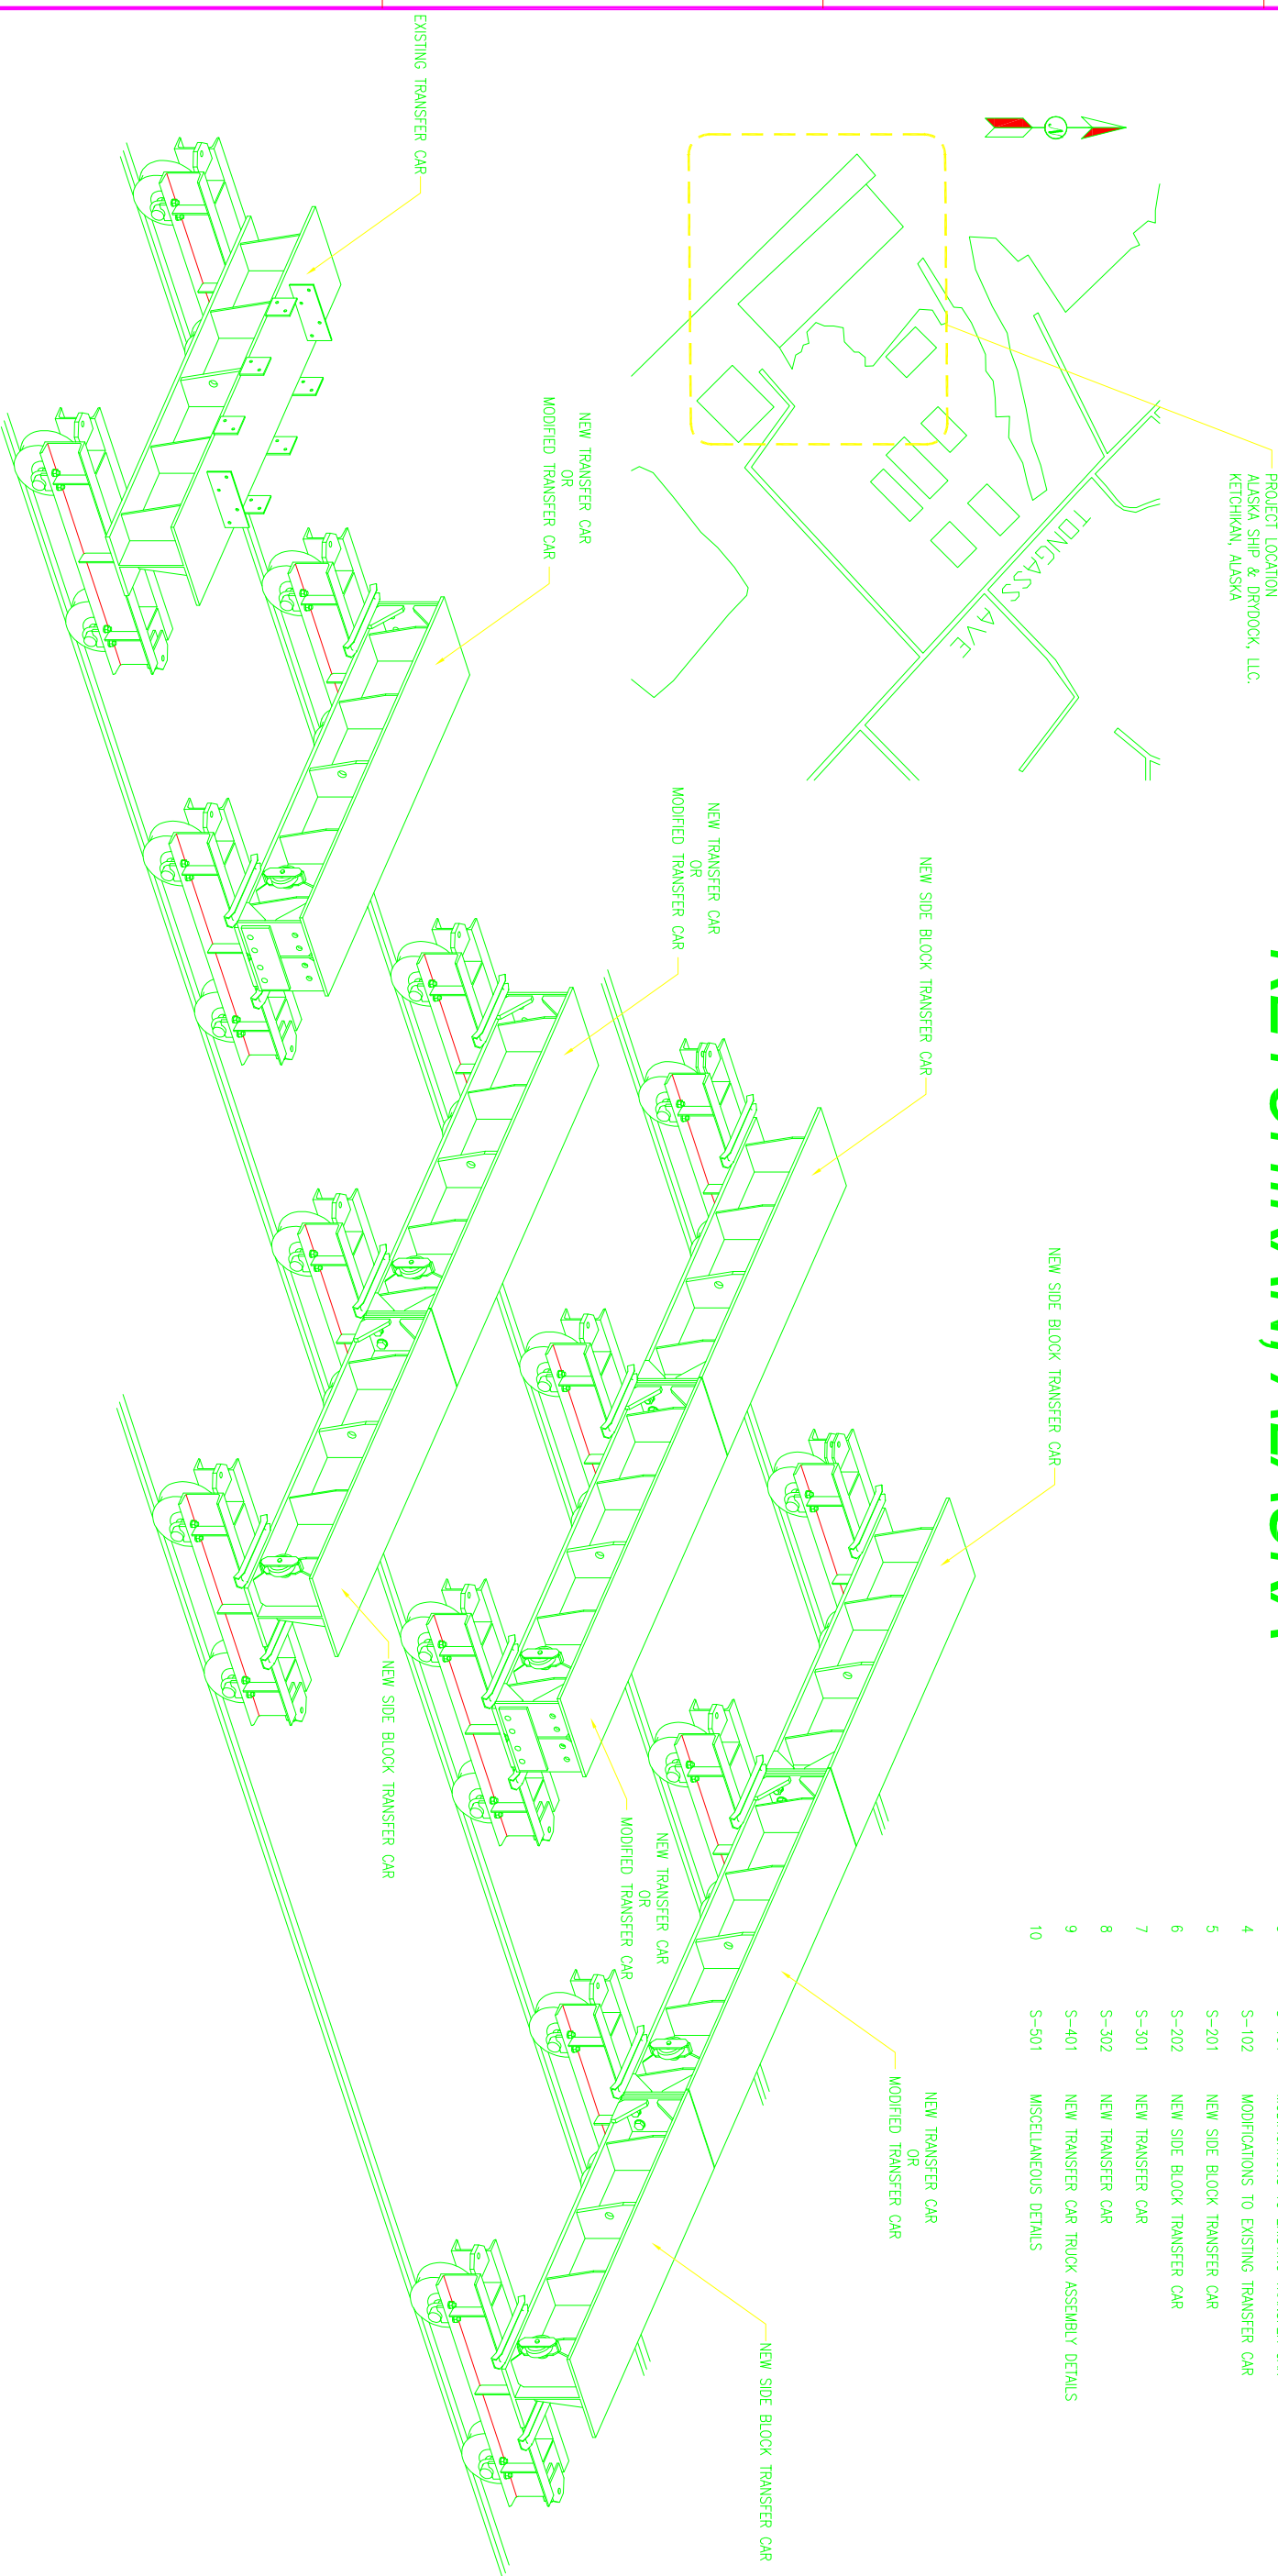 KETCHIKAN, ALASKA
PROJECT LOCATION
ALASKA SHIP & DRYDOCK, LLC.
KETCHIKAN, ALASKA
TONGASS AVE
4 S-102 MODIFICATIONS TO EXISTING TRANSFER CAR
5 S-201 NEW SIDE BLOCK TRANSFER CAR
6 S-202 NEW SIDE BLOCK TRANSFER CAR
7 S-301 NEW TRANSFER CAR
8 S-302 NEW TRANSFER CAR
9 S-401 NEW TRANSFER CAR TRUCK ASSEMBLY DETAILS
10 S-501 MISCELLANEOUS DETAILS
NEW SIDE BLOCK TRANSFER CAR
NEW SIDE BLOCK TRANSFER CAR
NEW TRANSFER CAR
OR
MODIFIED TRANSFER CAR
NEW SIDE BLOCK TRANSFER CAR
NEW TRANSFER CAR
OR
MODIFIED TRANSFER CAR
NEW TRANSFER CAR
OR
MODIFIED TRANSFER CAR
NEW TRANSFER CAR
OR
MODIFIED TRANSFER CAR
EXISTING TRANSFER CAR
NEW SIDE BLOCK TRANSFER CAR